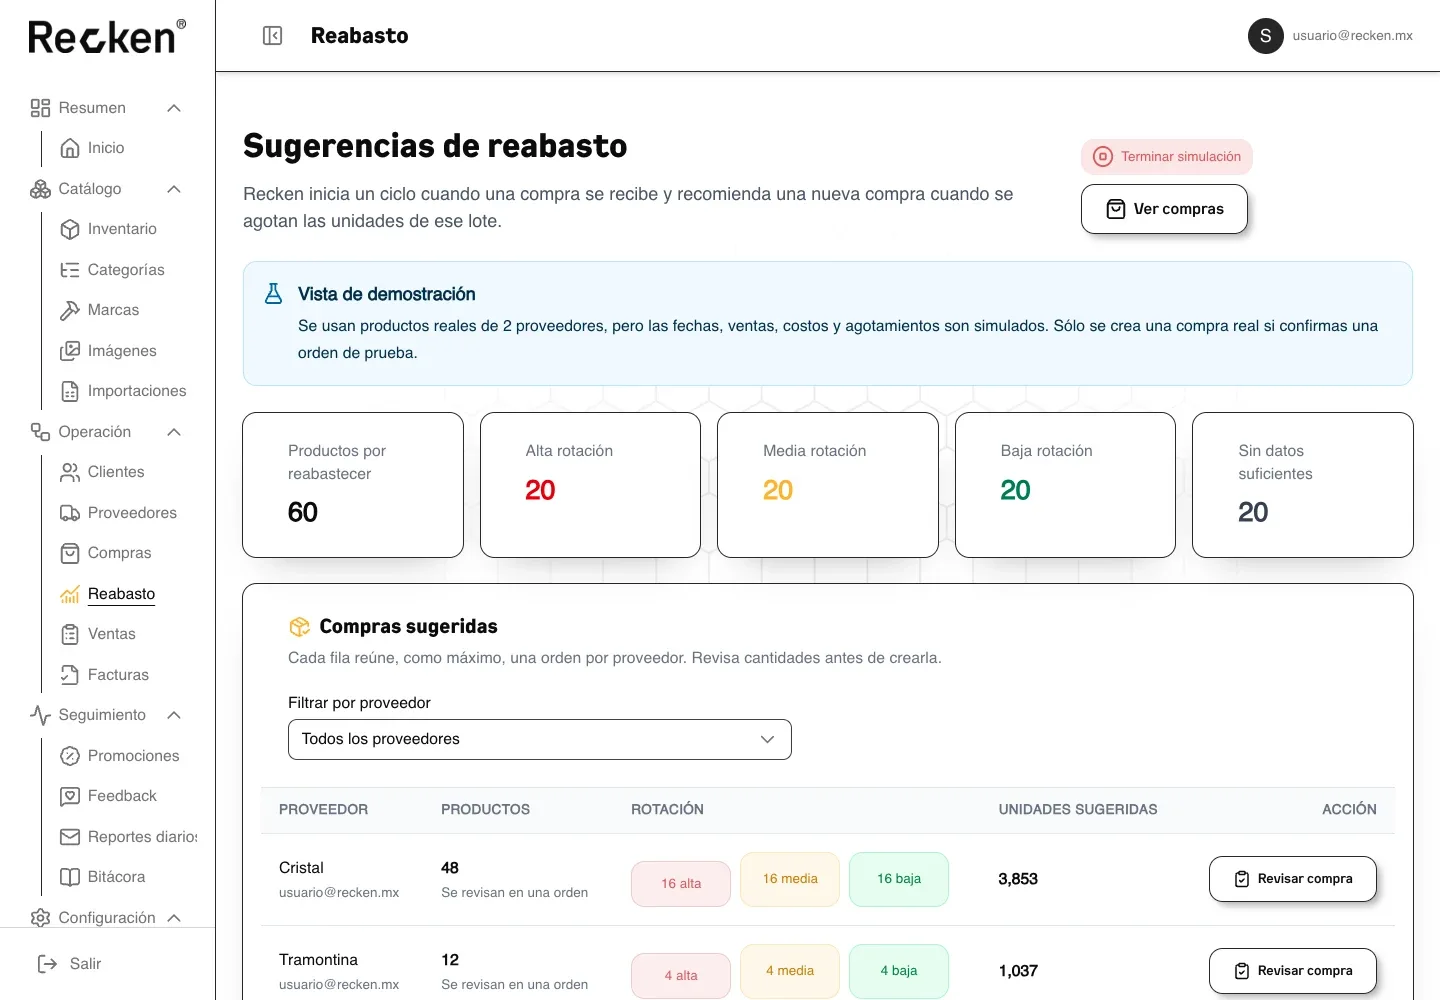 Recken®
Resumen
Inicio
Catálogo
Inventario
Categorías
Marcas
Imágenes
Importaciones
Operación
Clientes
Proveedores
Compras
Reabasto
Ventas
Facturas
Seguimiento
Promociones
Feedback
Reportes diarios
Bitácora
Configuración
Salir
Reabasto
S
usuario@recken.mx
Sugerencias de reabasto
Recken inicia un ciclo cuando una compra se recibe y recomienda una nueva compra cuando se
agotan las unidades de ese lote.
Terminar simulación
Ver compras
Vista de demostración
Se usan productos reales de 2 proveedores, pero las fechas, ventas, costos y agotamientos son simulados. Sólo se crea una compra real si confirmas una
orden de prueba.
Productos por
reabastecer
60
Alta rotación
20
Media rotación
20
Baja rotación
20
Sin datos
suficientes
20
Compras sugeridas
Cada fila reúne, como máximo, una orden por proveedor. Revisa cantidades antes de crearla.
Filtrar por proveedor
Todos los proveedores
PROVEEDOR PRODUCTOS ROTACIÓN UNIDADES SUGERIDAS ACCIÓN
Cristal
usuario@recken.mx
48
Se revisan en una orden
16 alta
16 media
16 baja
3,853
Revisar compra
Tramontina
usuario@recken.mx
12
Se revisan en una orden
4 alta
4 media
4 baja
1,037
Revisar compra